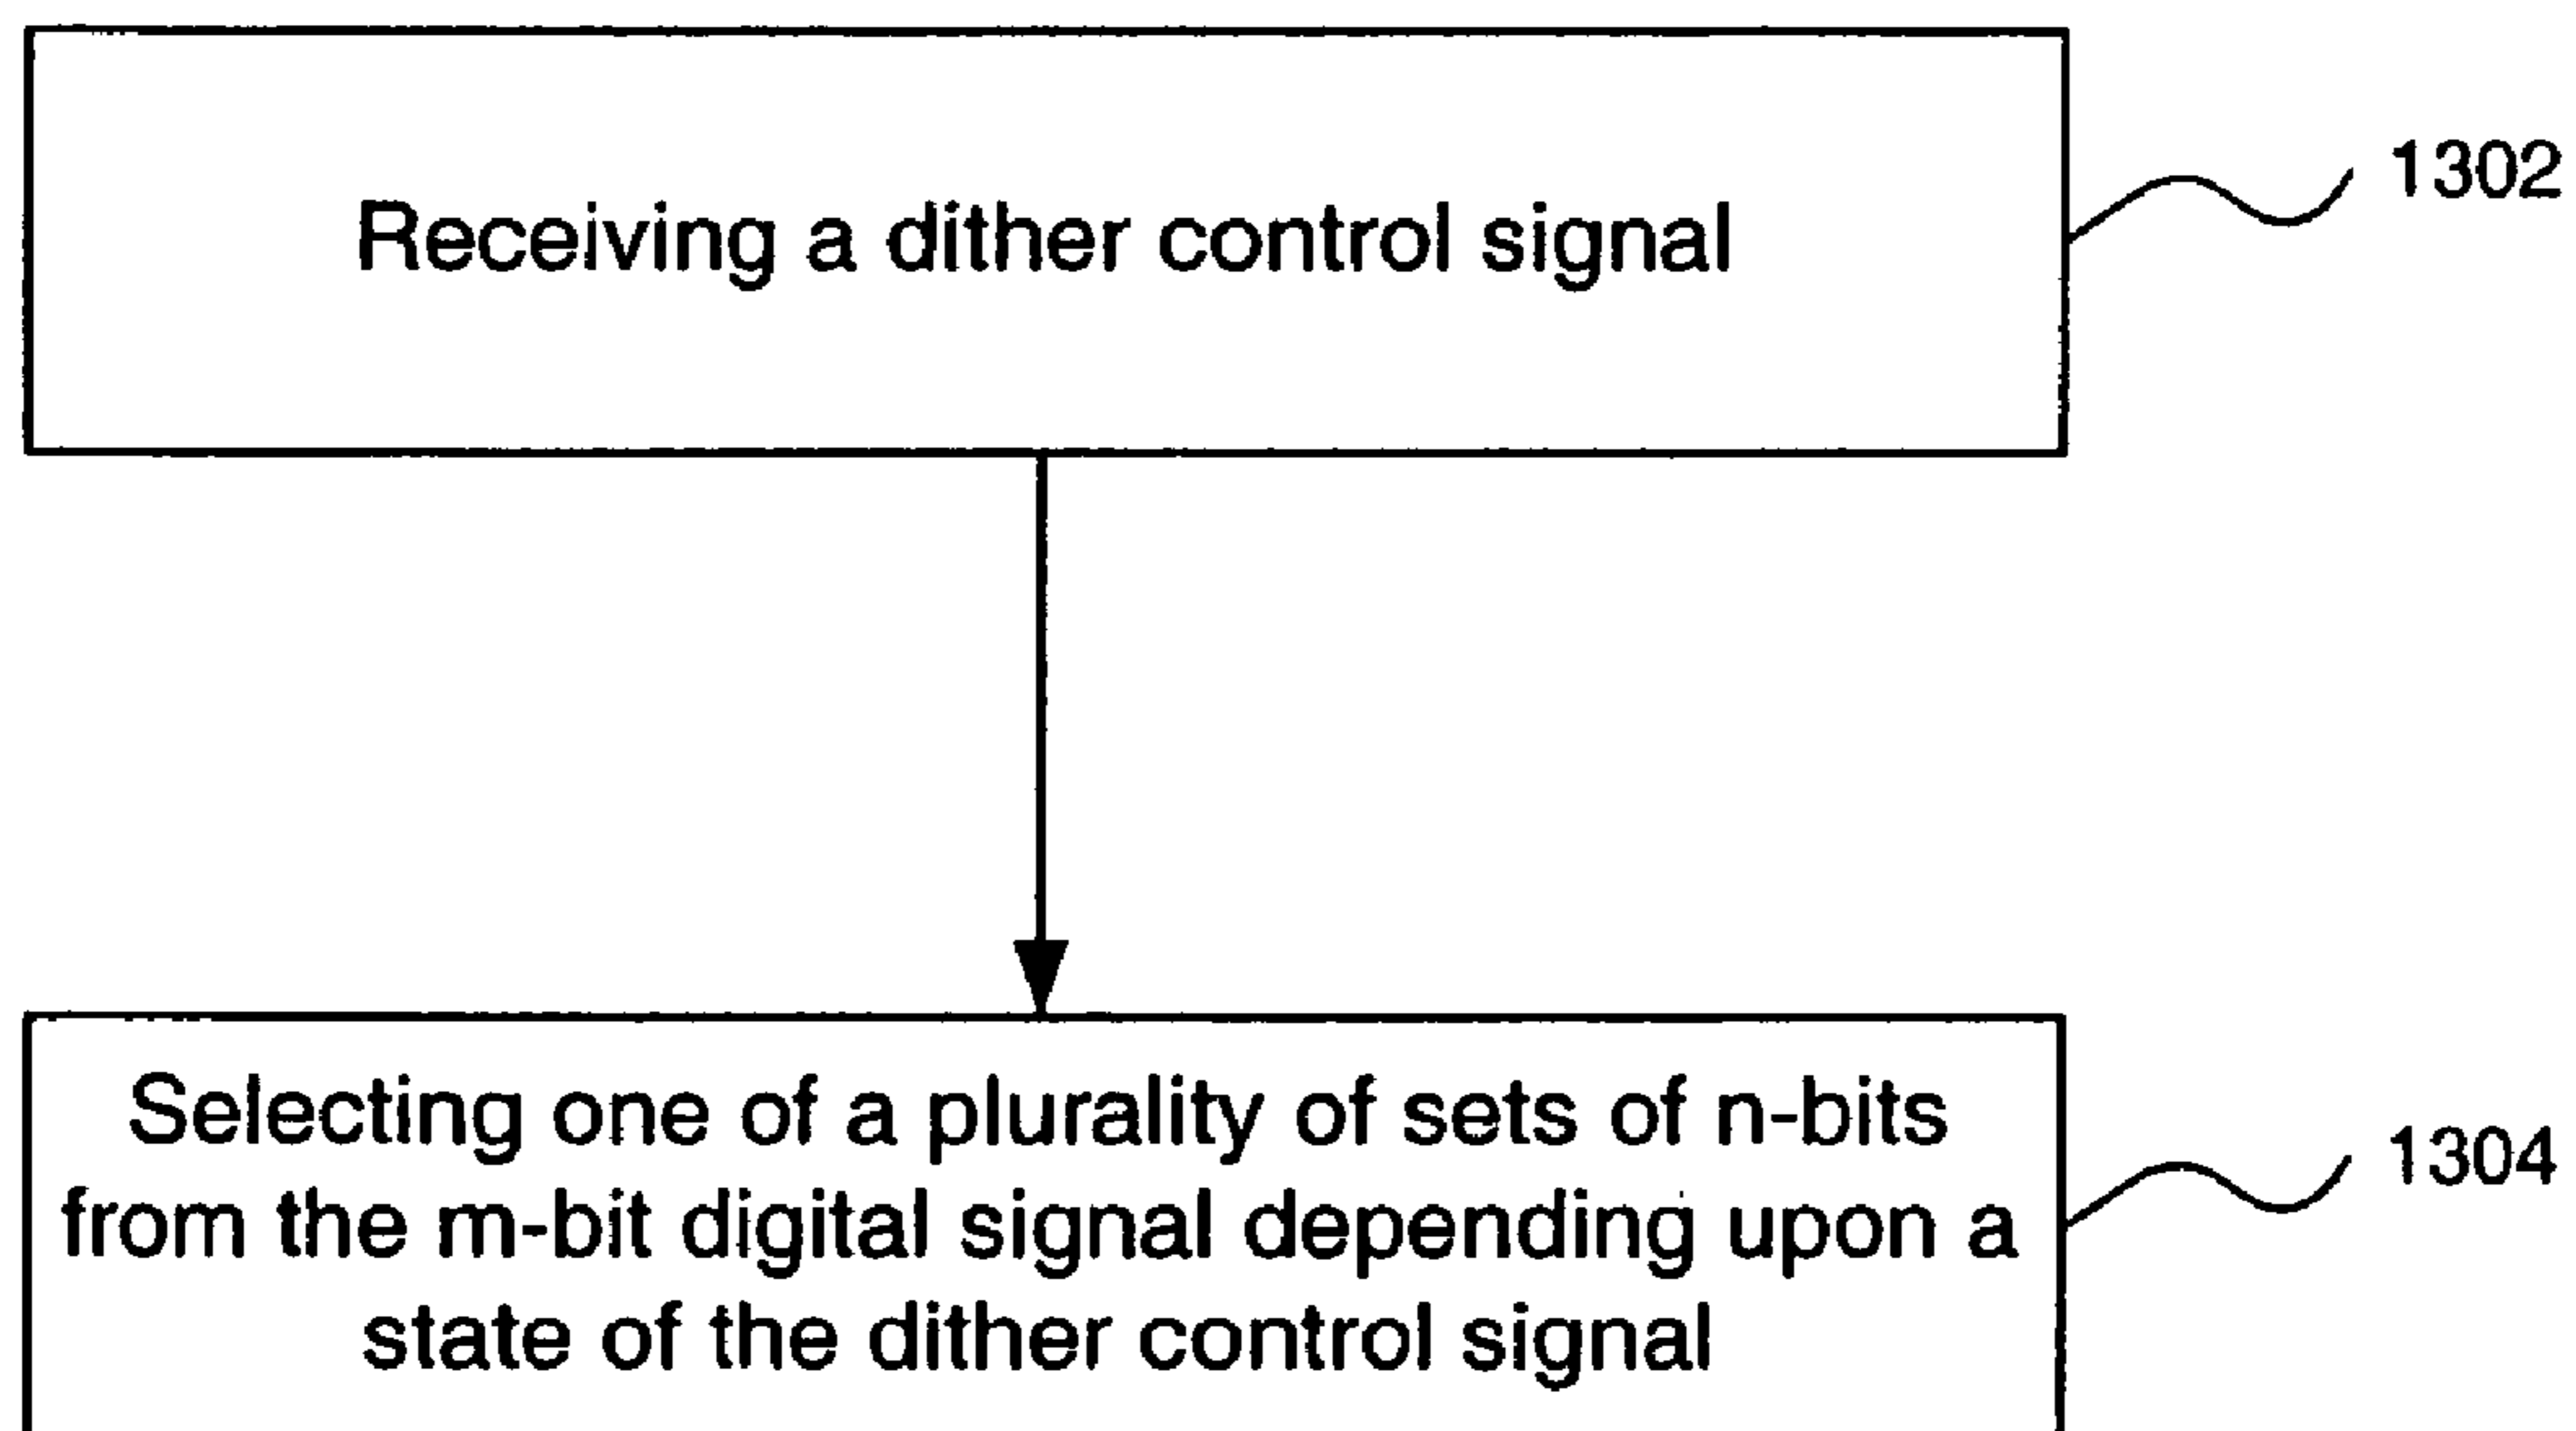 Receiving a dither control signal
1302
Selecting one of a plurality of sets of n-bits
from the m-bit digital signal depending upon a
state of the dither control signal
1304